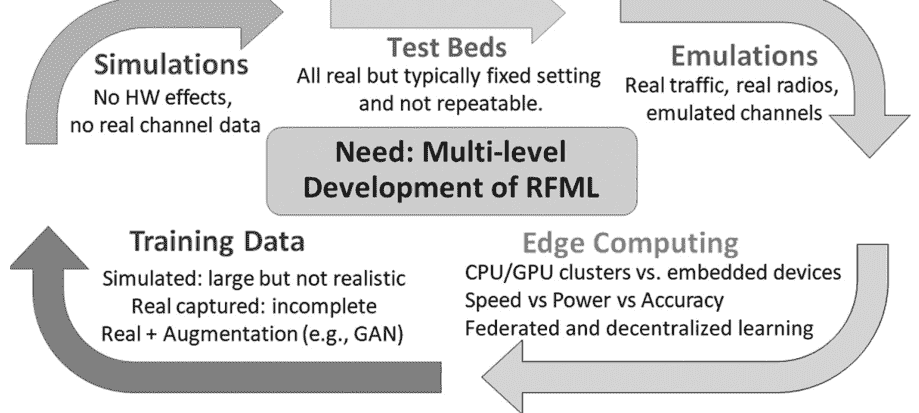 Simulations
No HW effects,
no real channel data
Test Beds
All real but typically fixed setting
and not repeatable.
Emulations
Real traffic, real radios,
emulated channels
Need: Multi-level
Development of RFML
Training Data
Simulated: large but not realistic
Real captured: incomplete
Real + Augmentation (e.g., GAN)
Edge Computing
CPU/GPU clusters vs. embedded devices
Speed vs Power vs Accuracy
Federated and decentralized learning